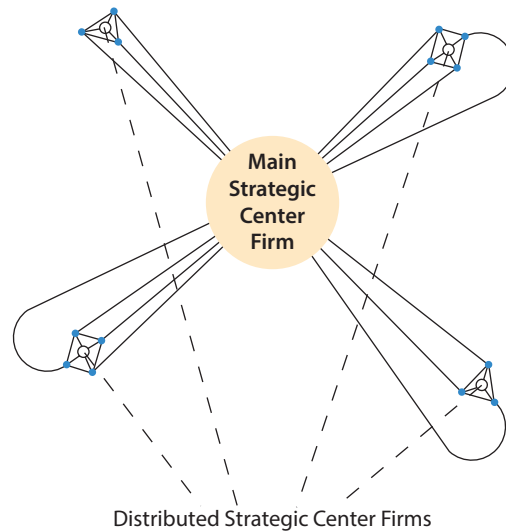 Main
Strategic
Center
Firm
Distributed Strategic Center Firms